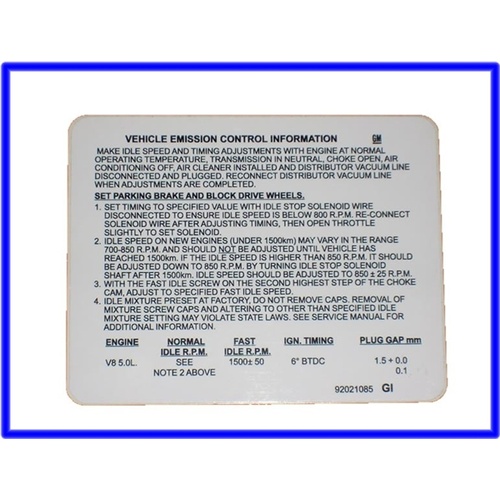 VEHICLE EMISSION CONTROL INFORMATION GM
MAKE IDLE SPEED AND TIMING ADJUSTMENTS WITH ENGINE AT NORMAL
OPERATING TEMPERATURE, TRANSMISSION IN NEUTRAL, CHOKE OPEN, AIR
CONDITIONING OFF, AIR CLEANER INSTALLED AND DISTRIBUTOR VACUUM LINE
DISCONNECTED AND PLUGGED. RECONNECT DISTRIBUTOR VACUUM LINE
WHEN ADJUSTMENTS ARE COMPLETED.
SET PARKING BRAKE AND BLOCK DRIVE WHEELS.
1. SET TIMING TO SPECIFIED VALUE WITH IDLE STOP SOLENOID WIRE
DISCONNECTED TO ENSURE IDLE SPEED IS BELOW 800 R.P.M. RE-CONNECT
SOLENOID WIRE AFTER ADJUSTING TIMING, THEN OPEN THROTTLE
SLIGHTLY TO SET SOLENOID.
2. IDLE SPEED ON NEW ENGINES (UNDER 1500km) MAY VARY IN THE RANGE
700-850 R.P.M. AND SHOULD NOT BE ADJUSTED UNTIL VEHICLE HAS
REACHED 1500km. IF THE IDLE SPEED IS HIGHER THAN 850 R.P.M. IT SHOULD
BE ADJUSTED DOWN TO 850 R.P.M. BY TURNING IDLE STOP SOLENOID
SHAFT AFTER 1500km. IDLE SPEED SHOULD BE ADJUSTED TO 850 ± 25 R.P.M.
3. WITH THE FAST IDLE SCREW ON THE SECOND HIGHEST STEP OF THE CHOKE
CAM, ADJUST TO SPECIFIED FAST IDLE SPEED.
4. IDLE MIXTURE PRESET AT FACTORY, DO NOT REMOVE CAPS. REMOVAL OF
MIXTURE SCREW CAPS AND ALTERING TO OTHER THAN SPECIFIED IDLE
MIXTURE SETTING MAY VIOLATE STATE LAWS. SEE SERVICE MANUAL FOR
ADDITIONAL INFORMATION.
ENGINE NORMAL FAST IGN. TIMING PLUG GAP mm
IDLE R.P.M. IDLE R.P.M.
V8 5.0L. SEE 1500± 50 6° BTDC 1.5 + 0.0
NOTE 2 ABOVE 0.1
92021085 GI